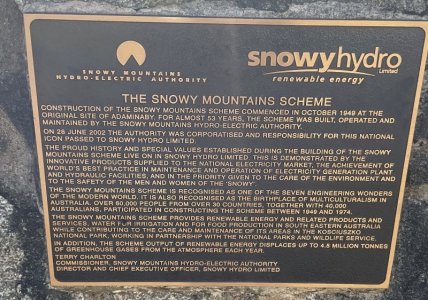 SNOWY MOUNTAINS
HYDRO-ELECTRIC AUTHORITY
snowyhydro
Limited
renewable energy
THE SNOWY MOUNTAINS SCHEME
CONSTRUCTION OF THE SNOWY MOUNTAINS SCHEME COMMENCED IN OCTOBER 1949 AT THE
ORIGINAL SITE OF ADAMINABY. FOR ALMOST 53 YEARS, THE SCHEME WAS BUILT, OPERATED AND
MAINTAINED BY THE SNOWY MOUNTAINS HYDRO-ELECTRIC AUTHORITY.
ON 28 JUNE 2002 THE AUTHORITY WAS CORPORATISED AND RESPONSIBILITY FOR THIS NATIONAL
ICON PASSED TO SNOWY HYDRO LIMITED.
THE PROUD HISTORY AND SPECIAL VALUES ESTABLISHED DURING THE BUILDING OF THE SNOWY
MOUNTAINS SCHEME LIVE ON IN SNOWY HYDRO LIMITED. THIS IS DEMONSTRATED BY THE
INNOVATIVE PRODUCTS SUPPLIED TO THE NATIONAL ELECTRICITY MARKET, THE ACHIEVEMENT OF
WORLD'S BEST PRACTICE IN MAINTENANCE AND OPERATION OF ELECTRICITY GENERATION PLANT
AND HYDRAULIC FACILITIES, AND IN THE PRIORITY GIVEN TO THE CARE OF THE ENVIRONMENT AND
TO THE SAFETY OF THE MEN AND WOMEN OF THE 'SNOWY'.
THE SNOWY MOUNTAINS SCHEME IS RECOGNISED AS ONE OF THE SEVEN ENGINEERING WONDERS
OF THE MODERN WORLD. IT IS ALSO RECOGNISED AS THE BIRTHPLACE OF MULTICULTURALISM IN
AUSTRALIA. OVER 60,000 PEOPLE FROM OVER 30 COUNTRIES, TOGETHER WITH 40,000
AUSTRALIANS, PARTICIPATED IN CONSTRUCTING THE SCHEME BETWEEN 1949 AND 1974.
THE SNOWY MOUNTAINS SCHEME PROVIDES RENEWABLE ENERGY AND RELATED PRODUCTS AND
SERVICES, WATER FOR IRRIGATION AND FOR FOOD PRODUCTION IN SOUTH EASTERN AUSTRALIA
WHILE CONTRIBUTING TO THE CARE AND MAINTENANCE OF ITS AREAS IN THE KOSCIUSZKO
NATIONAL PARK, WORKING IN PARTNERSHIP WITH THE NATIONAL PARKS AND WILDLIFE SERVICE.
IN ADDITION, THE SCHEME OUTPUT OF RENEWABLE ENERGY DISPLACES UP TO 4.5 MILLION TONNES
OF GREENHOUSE GASES FROM THE ATMOSPHERE EACH YEAR.
TERRY CHARLTON
COMMISSIONER, SNOWY MOUNTAINS HYDRO-ELECTRIC AUTHORITY
DIRECTOR AND CHIEF EXECUTIVE OFFICER, SNOWY HYDRO LIMITED